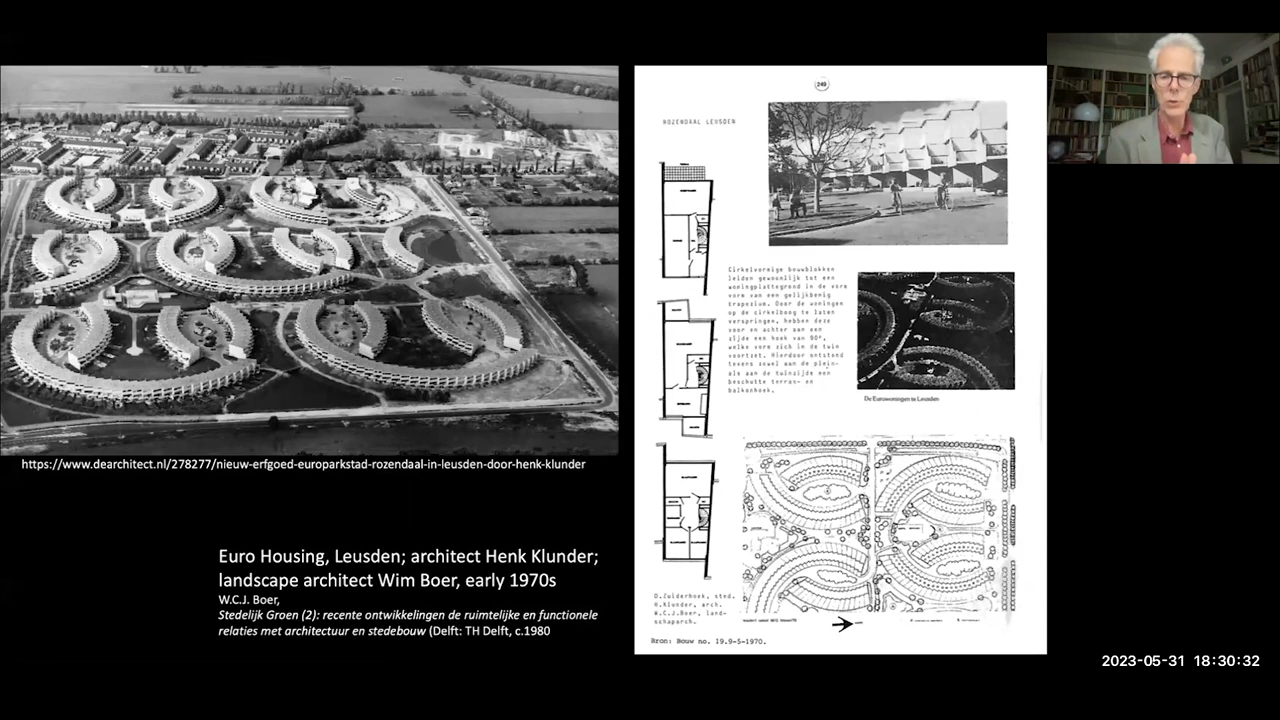 https://www.dearchitect.nl/278277/nieuw-erfgoed-europarkstad-rozendaal-in-leusden-door-henk-klunder
Euro Housing, Leusden; architect Henk Klunder;
landscape architect Wim Boer, early 1970s
W.C.J. Boer,
Stedelijk Groen (2): recente ontwikkelingen de ruimtelijke en functionele
relaties met architectuur en stedebouw (Delft: TH Delft, c.1980
249
ROZENDAAL LEUSDEN
Cirkelvormige bouwblokken
leiden gewoonlijk tot een
woningplattegrond in de vorm
vorm van een gelijkbenig
trapezium. Door de woningen
op de cirkelboog te laten
verspringen, hebben deze
voor en achter aan een
zijde een hoek van 90°,
welke vorm zich in de tuin
voortzet. Hierdoor ontstond
tevens zowel aan de plein-
als aan de tuinzijde een
beschutte terras- en
balkonhoek.
De Eurowoningen te Leusden
D.Zuiderhoek, sted.
H.Klunder, arch.
W.C.J.Boer, land-
schaparch.
Bron: Bouw no. 19.9-5-1970.
2023-05-31 18:30:32